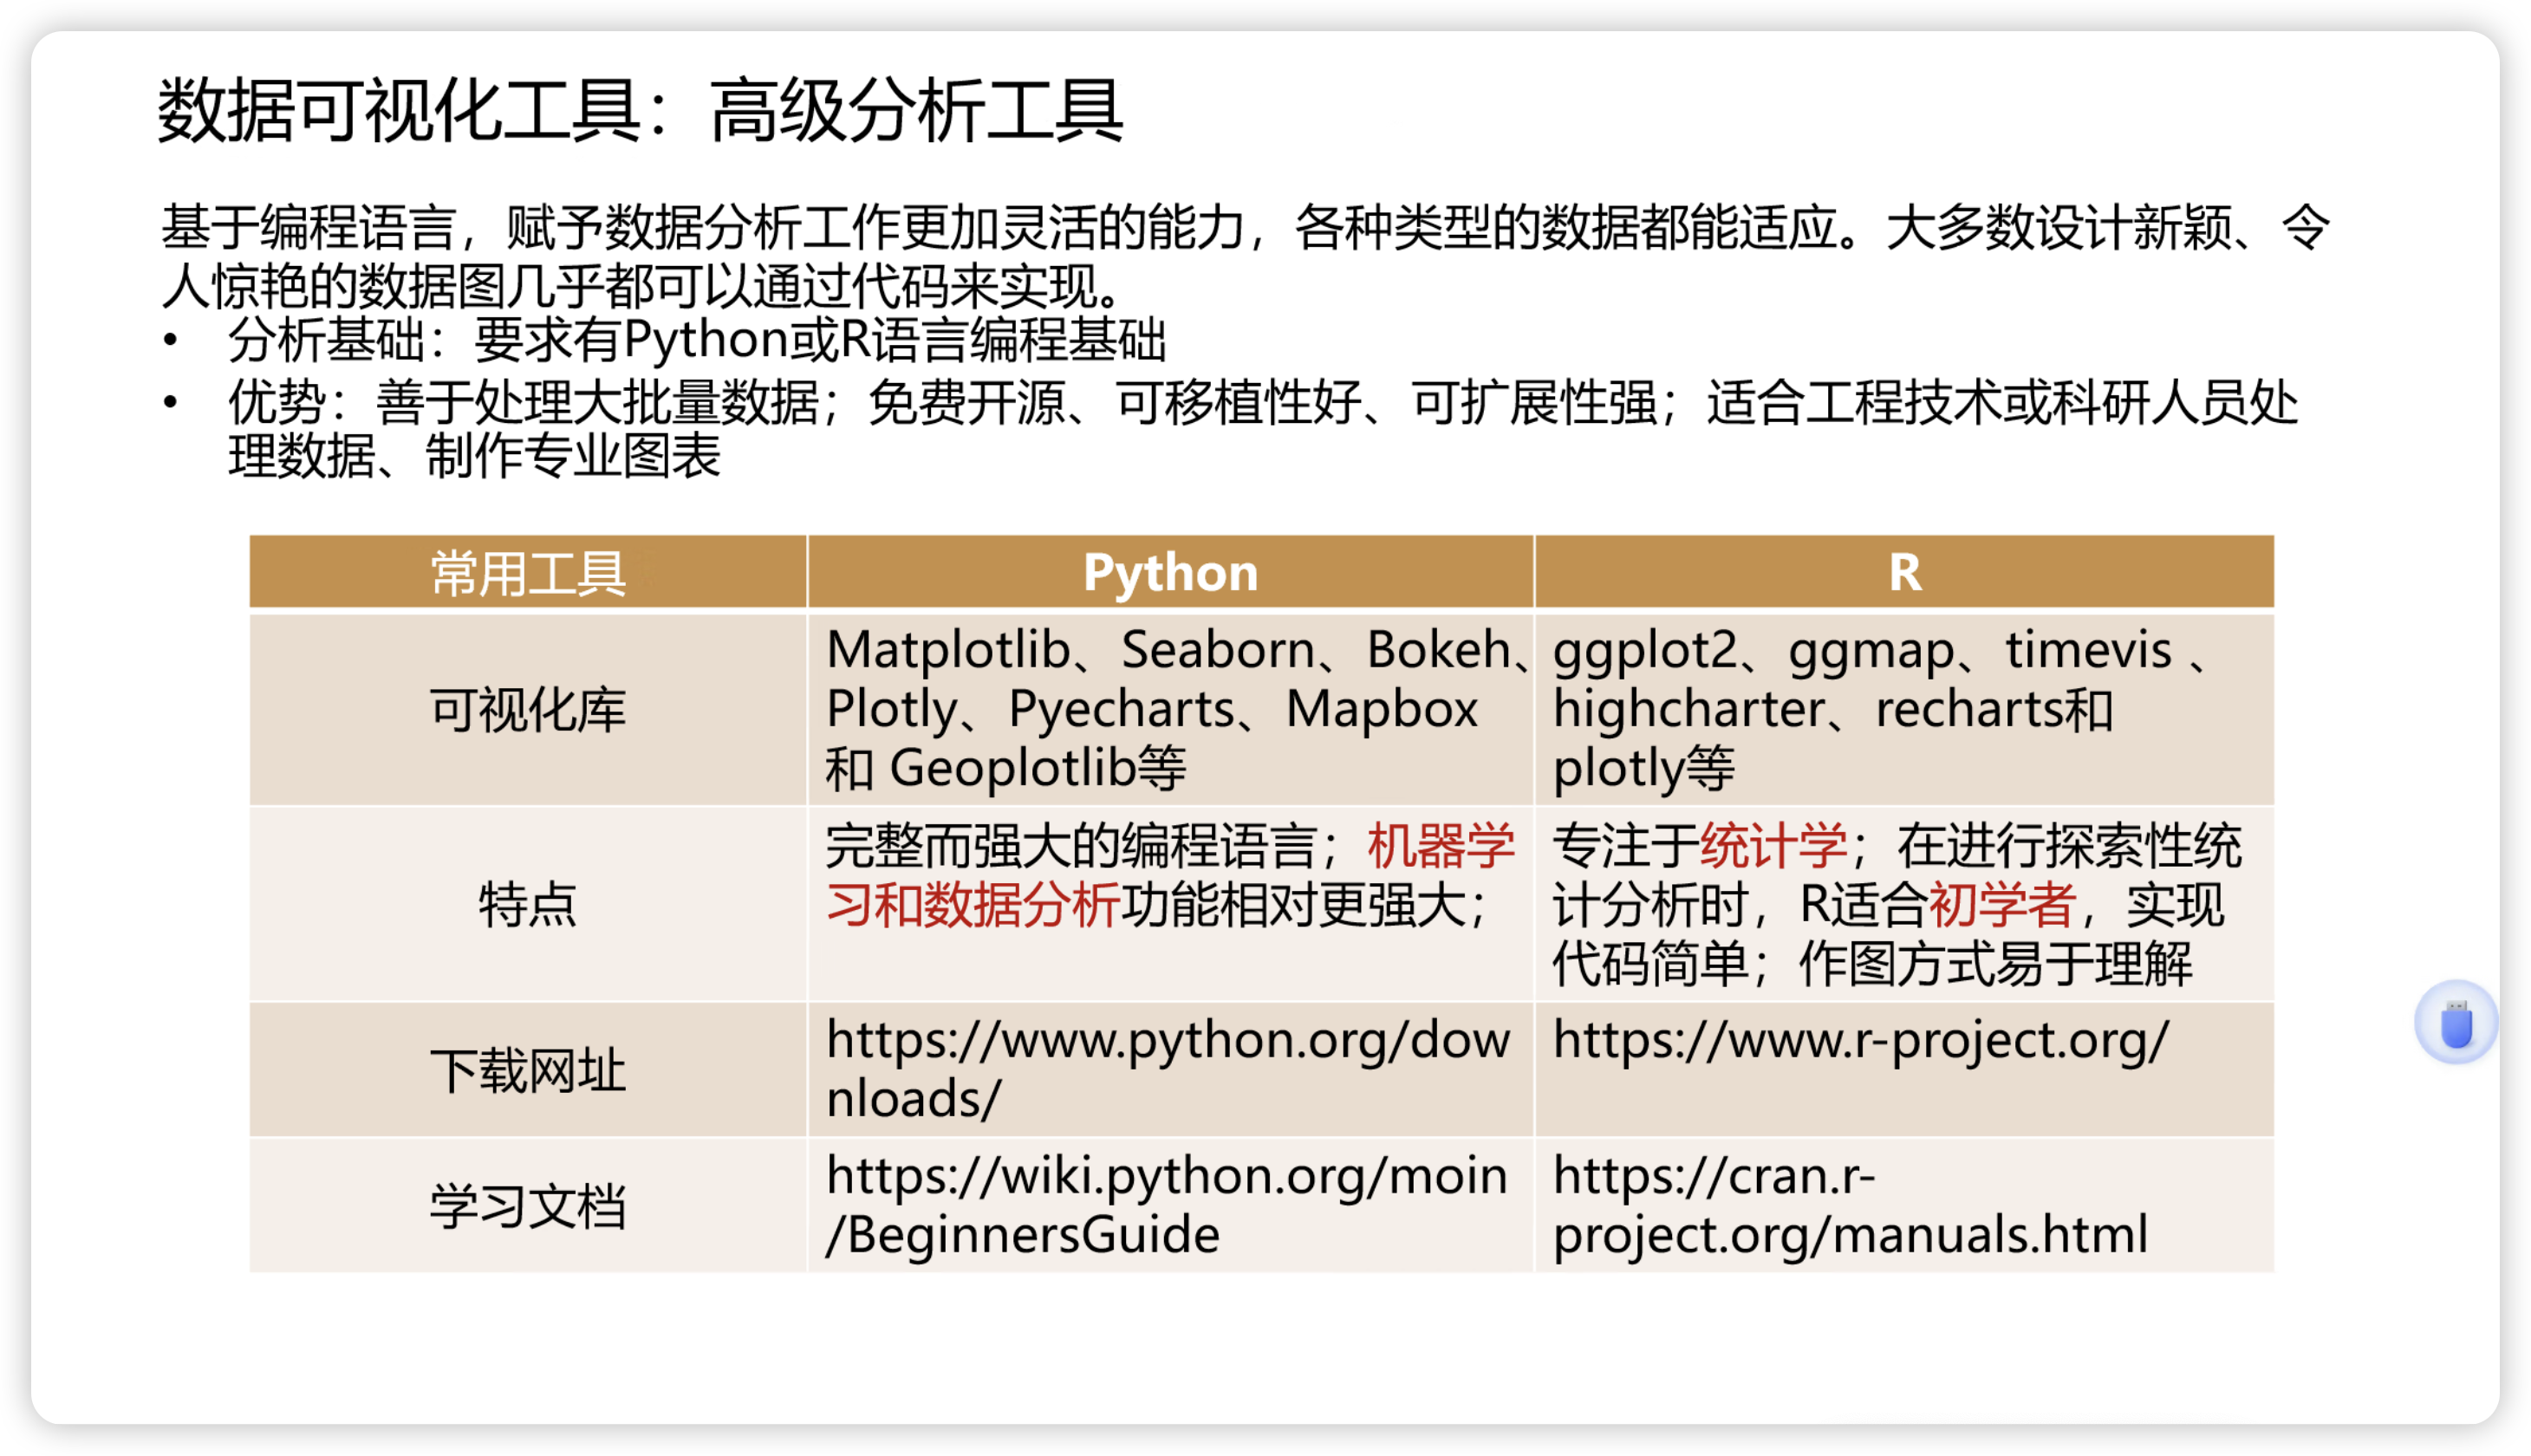 数据可视化工具：高级分析工具
基于编程语言，赋予数据分析工作更加灵活的能力，各种类型的数据都能适应。大多数设计新颖、令
人惊艳的数据图几乎都可以通过代码来实现。
• 分析基础：要求有Python或R语言编程基础
• 优势：善于处理大批量数据；免费开源、可移植性好、可扩展性强；适合工程技术或科研人员处
理数据、制作专业图表
常用工具
Python
R
可视化库
Matplotlib、Seaborn、Bokeh、
Plotly、Pyecharts、Mapbox
和 Geoplotlib等
ggplot2、ggmap、timevis 、
highcharter、recharts和
plotly等
特点
完整而强大的编程语言；机器学
习和数据分析功能相对更强大；
专注于统计学；在进行探索性统
计分析时，R适合初学者，实现
代码简单；作图方式易于理解
下载网址
https://www.python.org/dow
nloads/
https://www.r-project.org/
学习文档
https://wiki.python.org/moin
/BeginnersGuide
https://cran.r-
project.org/manuals.html